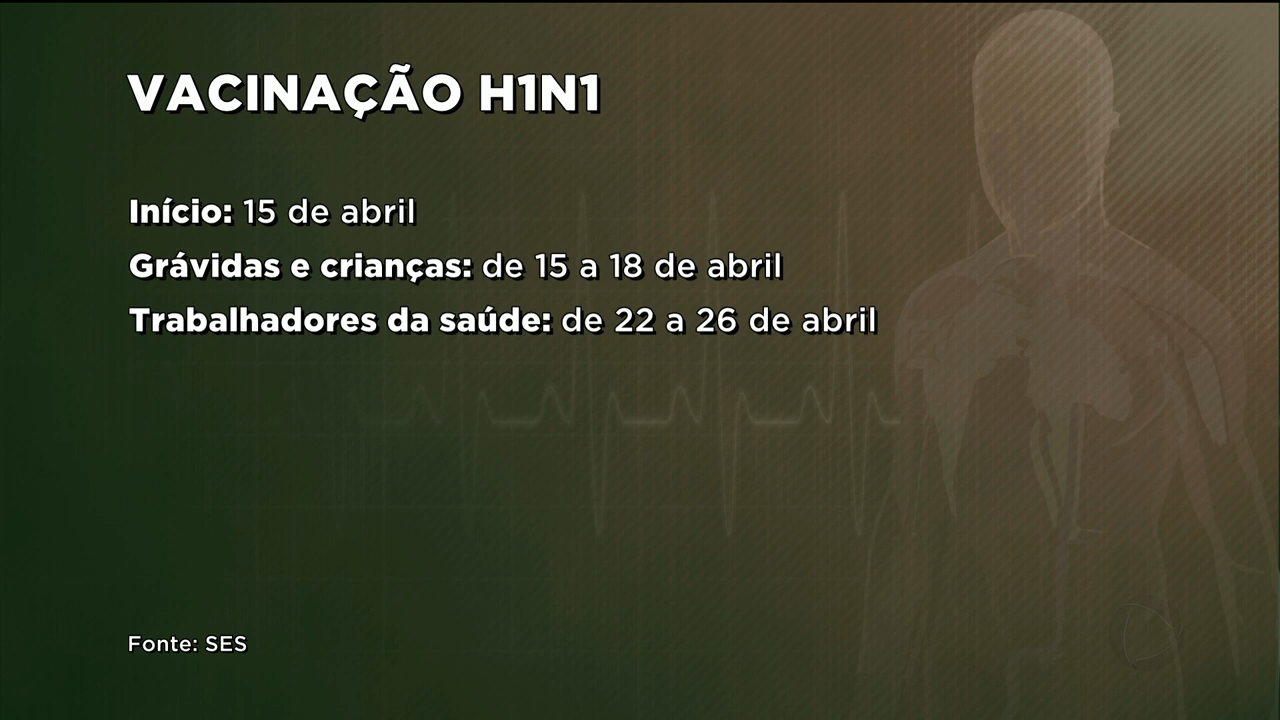 VACINAÇÃO H1N1
Início: 15 de abril
Grávidas e crianças: de 15 a 18 de abril
Trabalhadores da saúde: de 22 a 26 de abril
Fonte: SES